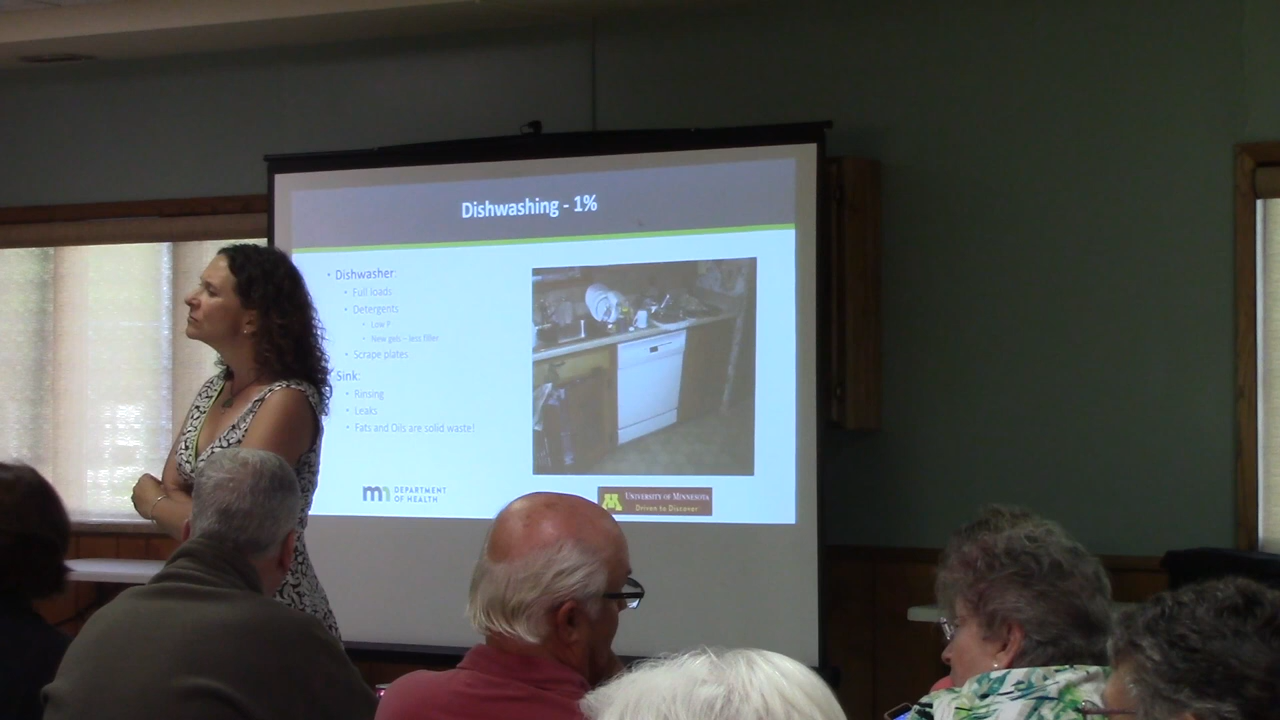 Dishwashing - 1%
• Dishwasher:
• Full loads
• Detergents
• Low P
• New gels – less filler
• Scrape plates
Sink:
• Rinsing
• Leaks
• Fats and Oils are solid waste!
mn DEPARTMENT
OF HEALTH
M UNIVERSITY OF MINNESOTA
Driven to Discover